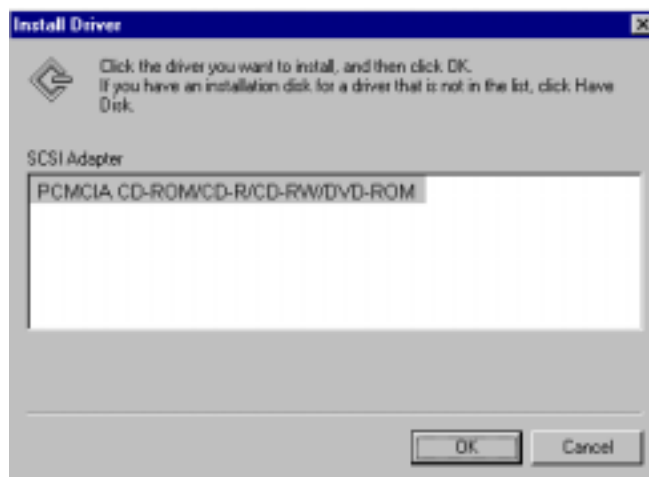 Install Driver
Click the driver you want to install, and then click OK.
If you have an installation disk for a driver that is not in the list, click Have
Disk.
SCSI Adapter
PCMCIA CD-ROM/CD-R/CD-RW/DVD-ROM
OK
Cancel